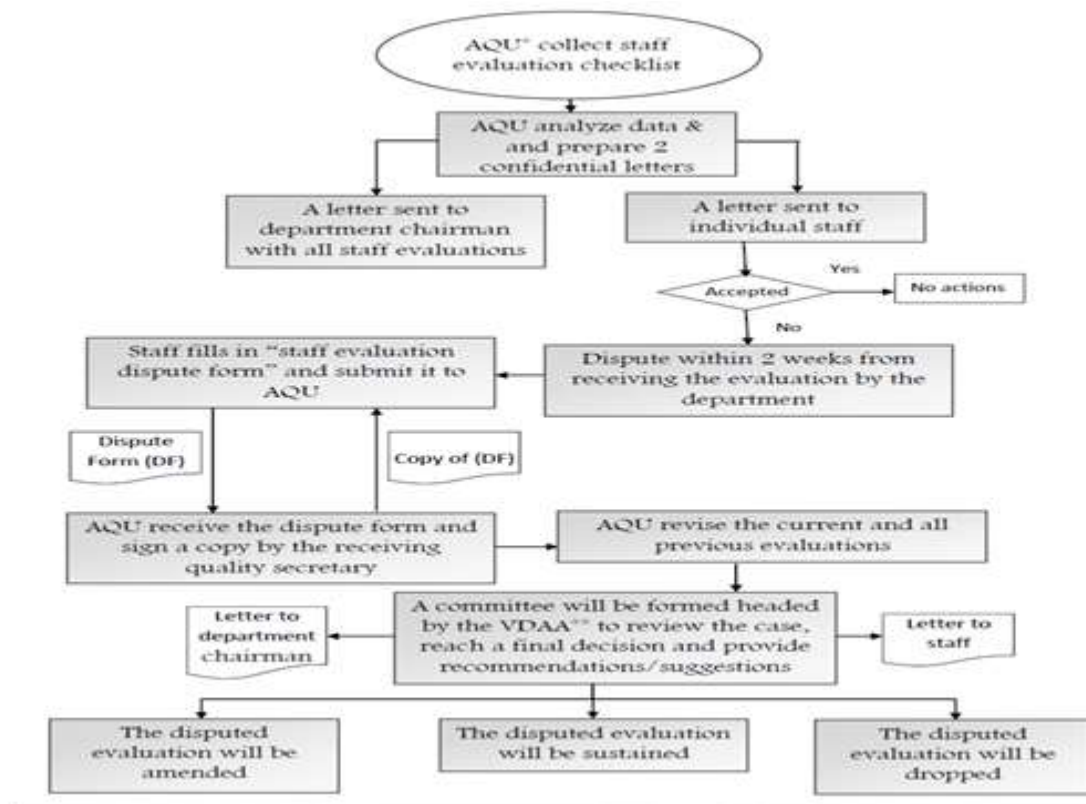 AQU* collect staff
evaluation checklist
AQU analyze data &
and prepare 2
confidential letters
A letter sent to
department chairman
with all staff evaluations
A letter sent to
individual staff
Accepted
Yes
No actions
No
Dispute within 2 weeks from
receiving the evaluation by the
department
Staff fills in “staff evaluation
dispute form” and submit it to
AQU
Dispute
Form (DF)
Copy of (DF)
AQU receive the dispute form and
sign a copy by the receiving
quality secretary
AQU revise the current and all
previous evaluations
A committee will be formed headed
by the VDAA** to review the case,
reach a final decision and provide
recommendations/suggestions
Letter to
department
chairman
Letter to
staff
The disputed
evaluation will be
amended
The disputed evaluation
will be sustained
The disputed
evaluation will be
dropped